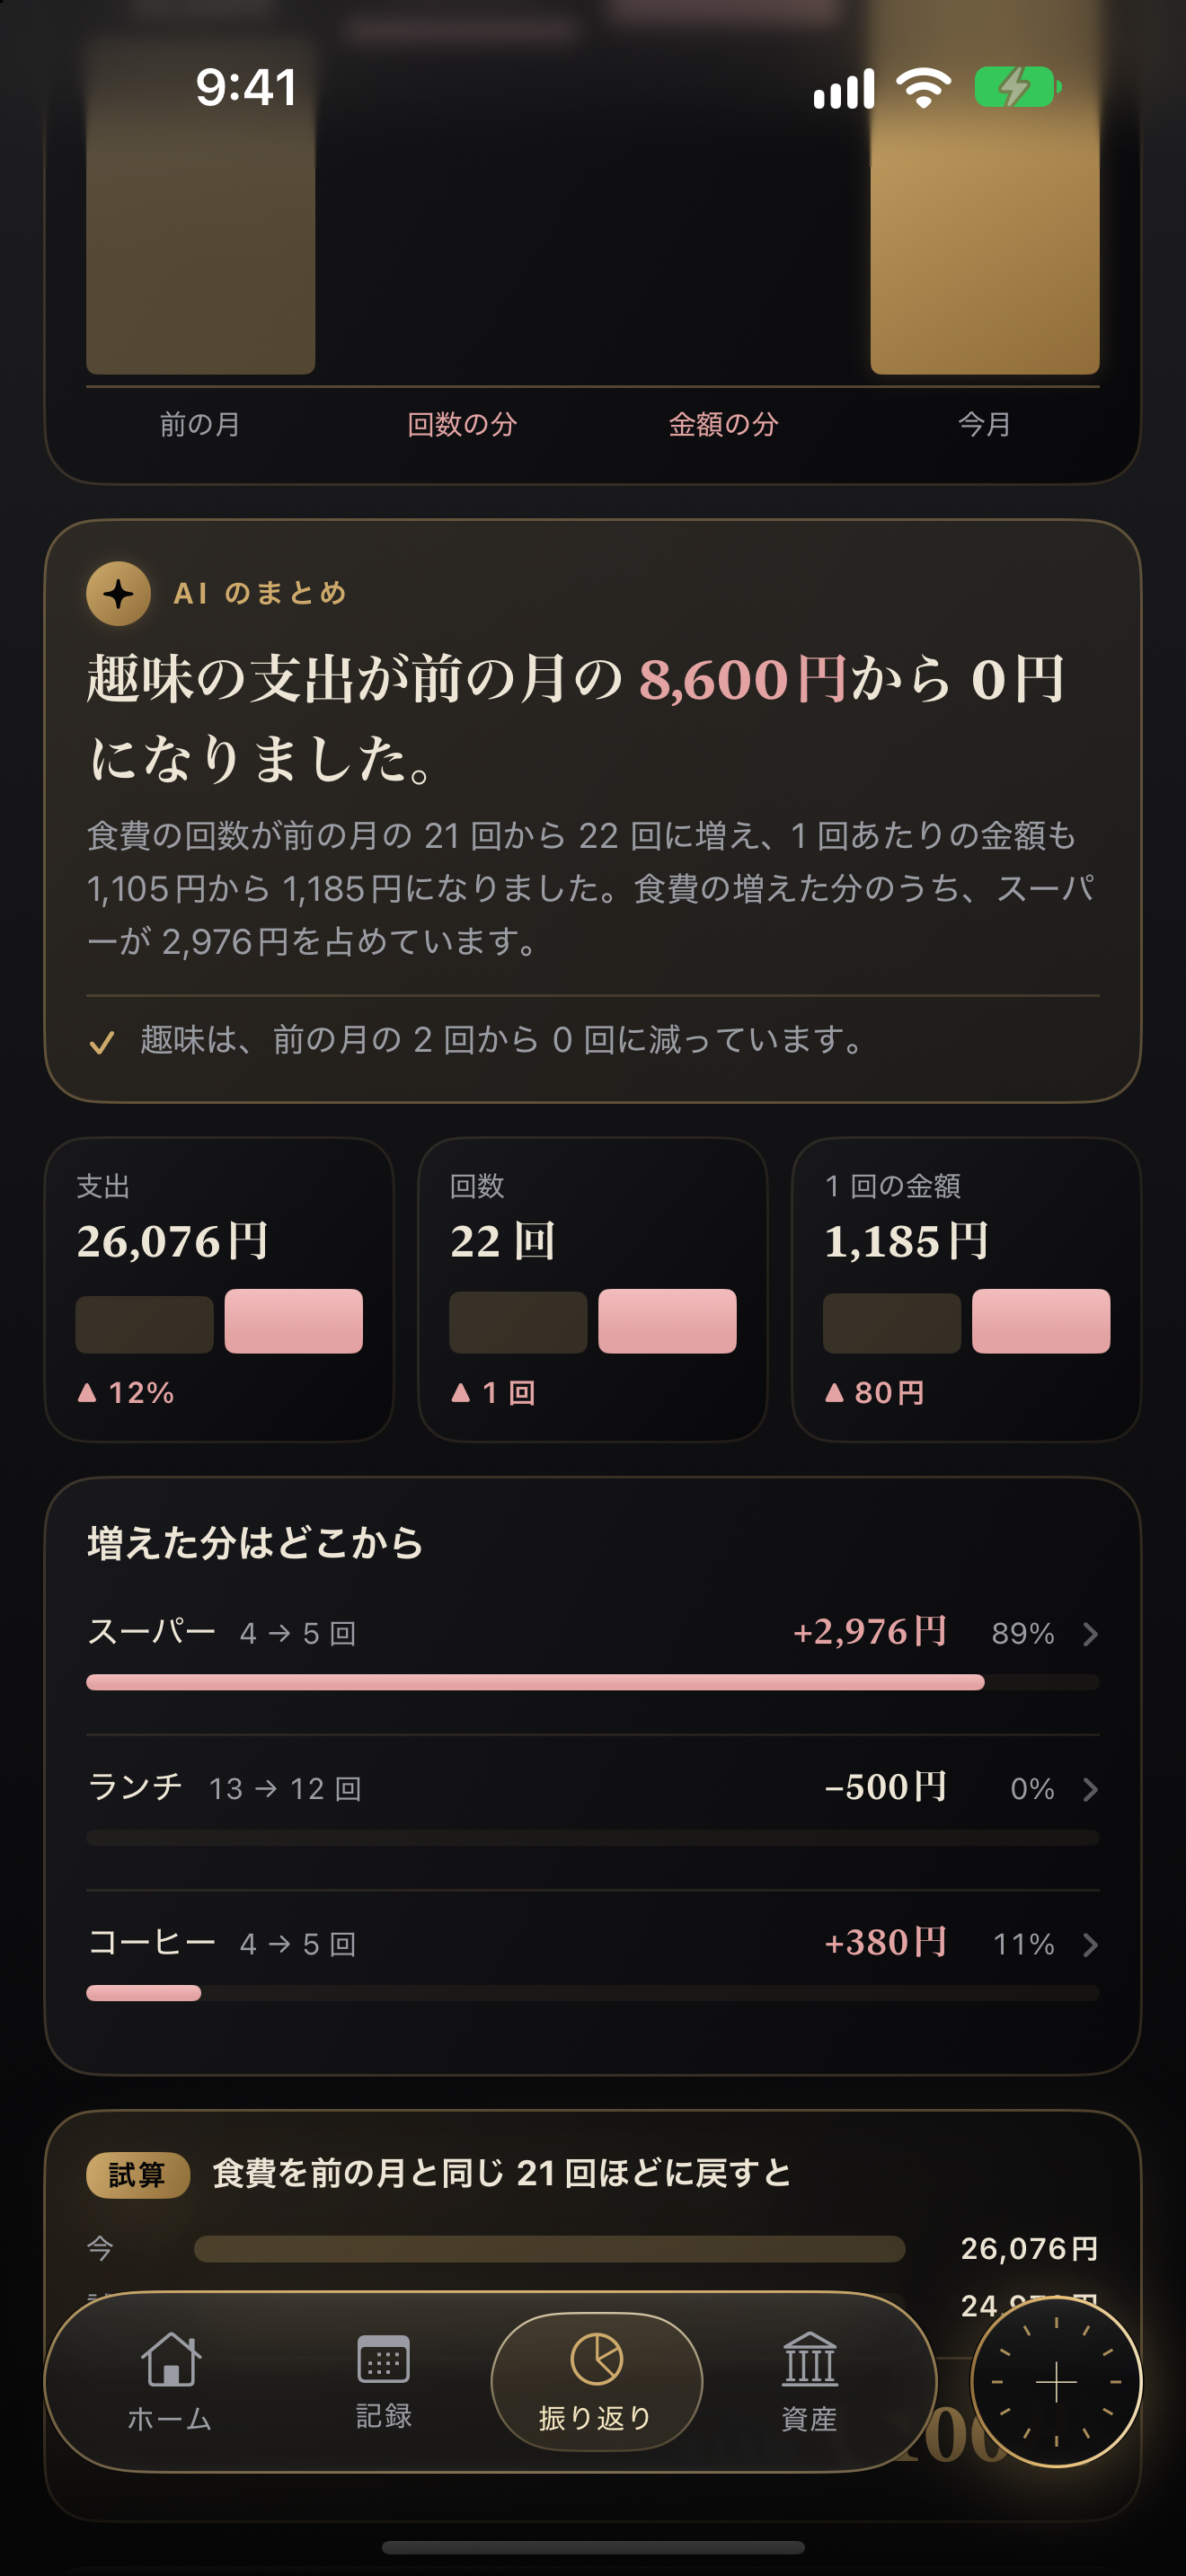 9:41
前の月 回数の分 金額の分 今月
AI のまとめ
趣味の支出が前の月の 8,600円から 0円
になりました。
食費の回数が前の月の 21 回から 22 回に増え、1 回あたりの金額も
1,105円から 1,185円になりました。食費の増えた分のうち、スーパ
ーが 2,976円を占めています。
趣味は、前の月の 2 回から 0 回に減っています。
支出 回数 1 回の金額
26,076円 22 回 1,185円
▲ 12% ▲ 1 回 ▲ 80円
増えた分はどこから
スーパー 4 → 5 回 +2,976円 89%
ランチ 13 → 12 回 −500円 0%
コーヒー 4 → 5 回 +380円 11%
試算 食費を前の月と同じ 21 回ほどに戻すと
今 26,076円
ホーム 記録 振り返り 資産